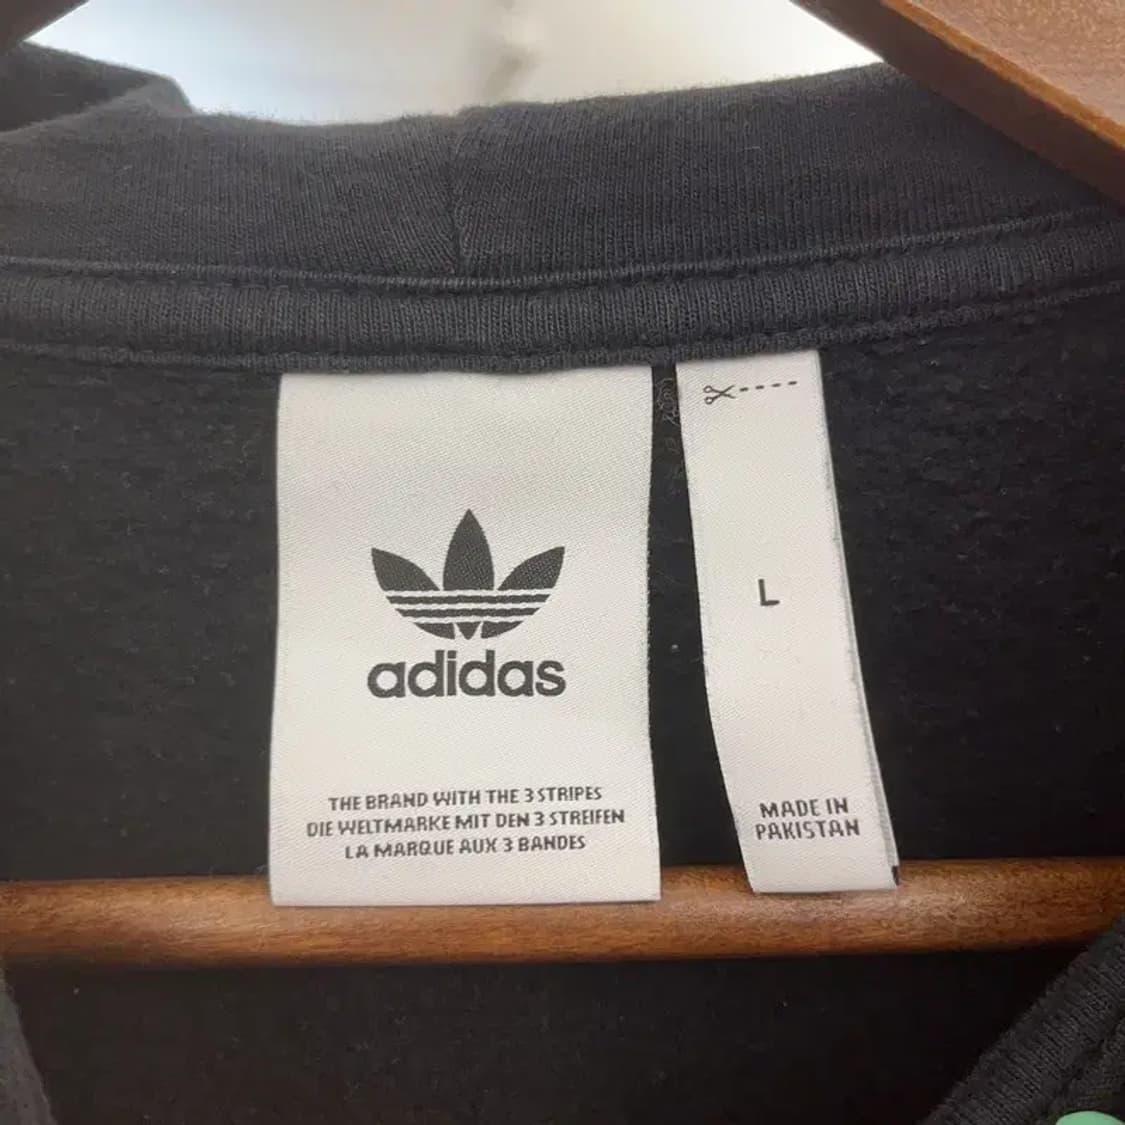 adidas
THE BRAND WITH THE 3 STRIPES
DIE WELTMARKE MIT DEN 3 STREIFEN
LA MARQUE AUX 3 BANDES
L
MADE IN
PAKISTAN